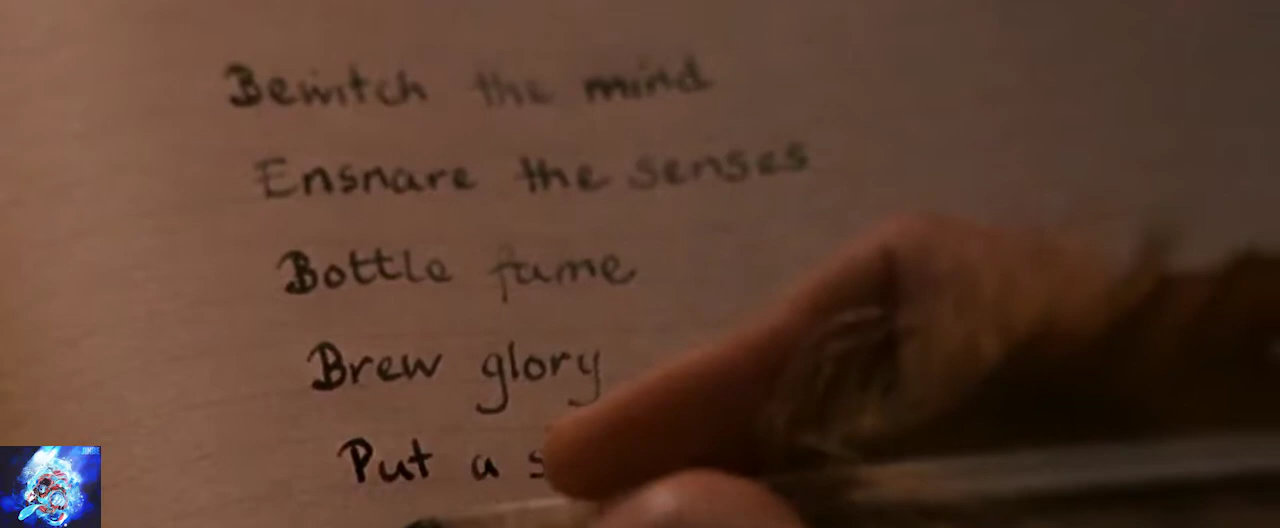 Bewitch the mind
Ensnare the senses
Bottle fame
Brew glory
Put a s